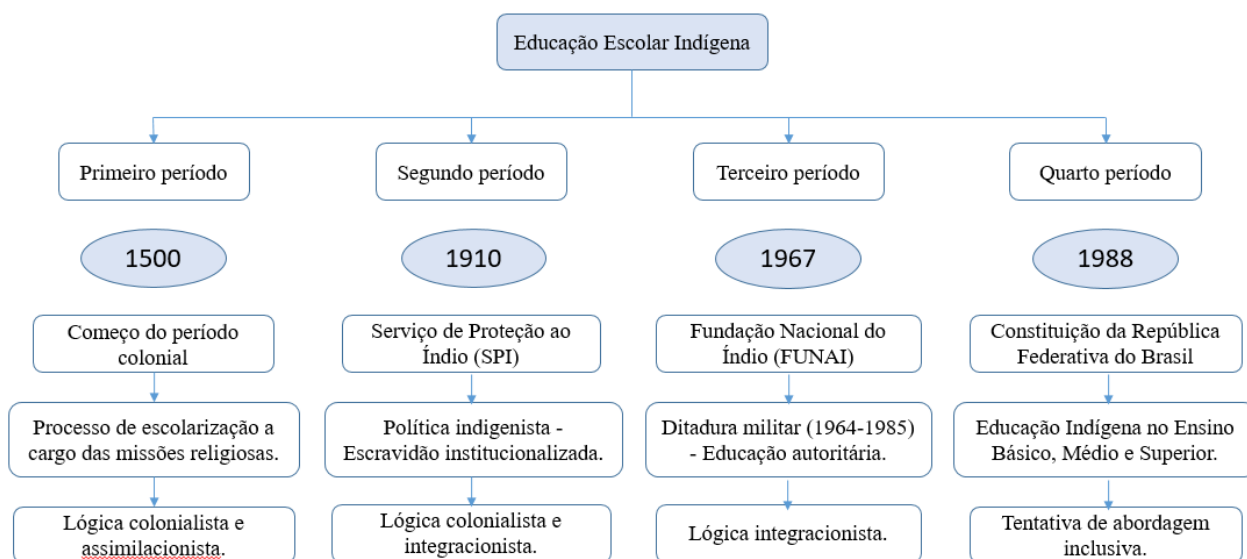 Educação Escolar Indígena
Primeiro período
Segundo período
Terceiro período
Quarto período
1500
1910
1967
1988
Começo do período
colonial
Serviço de Proteção ao
Índio (SPI)
Fundação Nacional do
Índio (FUNAI)
Constituição da República
Federativa do Brasil
Processo de escolarização a
cargo das missões religiosas.
Política indigenista -
Escravidão institucionalizada.
Ditadura militar (1964-1985)
- Educação autoritária.
Educação Indígena no Ensino
Básico, Médio e Superior.
Lógica colonialista e
assimilacionista.
Lógica colonialista e
integracionista.
Lógica integracionista.
Tentativa de abordagem
inclusiva.